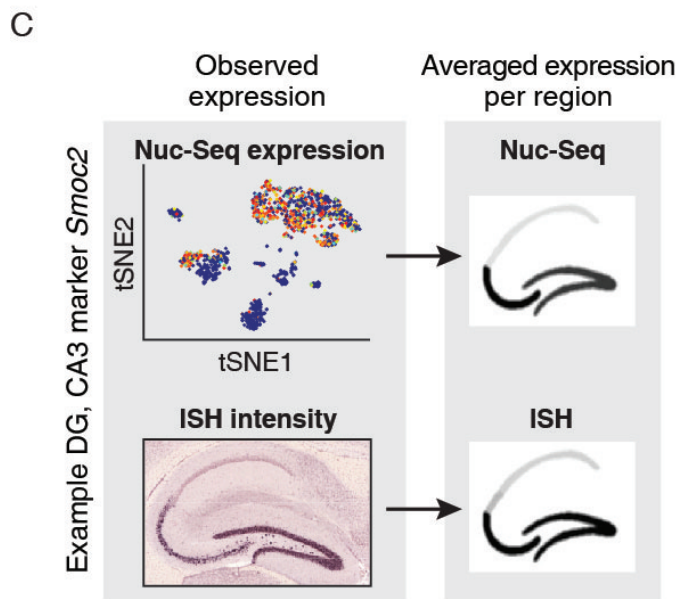 C
Observed
expression
Averaged expression
per region
Example DG, CA3 marker Smoc2
Nuc-Seq expression
Nuc-Seq
tSNE2
tSNE1
ISH intensity
ISH